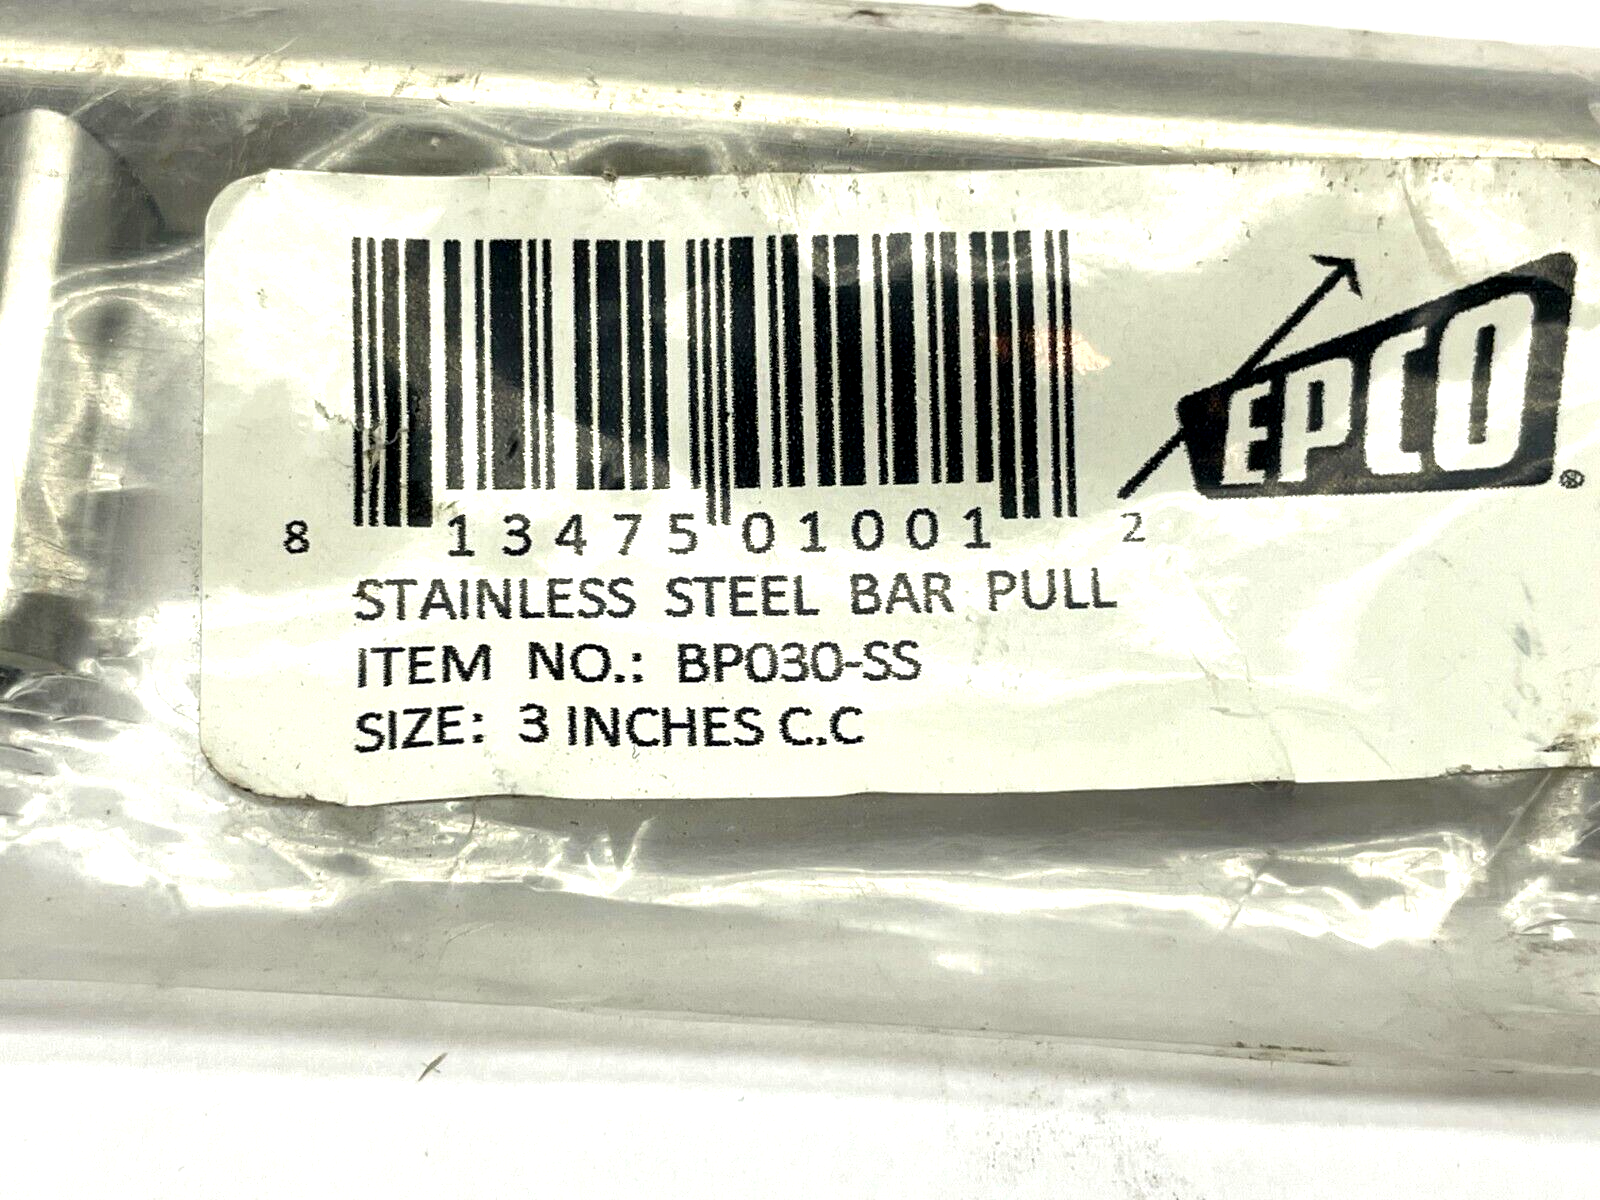 EPCO®
8 13475 01001 2
STAINLESS STEEL BAR PULL
ITEM NO.: BP030-SS
SIZE: 3 INCHES C.C